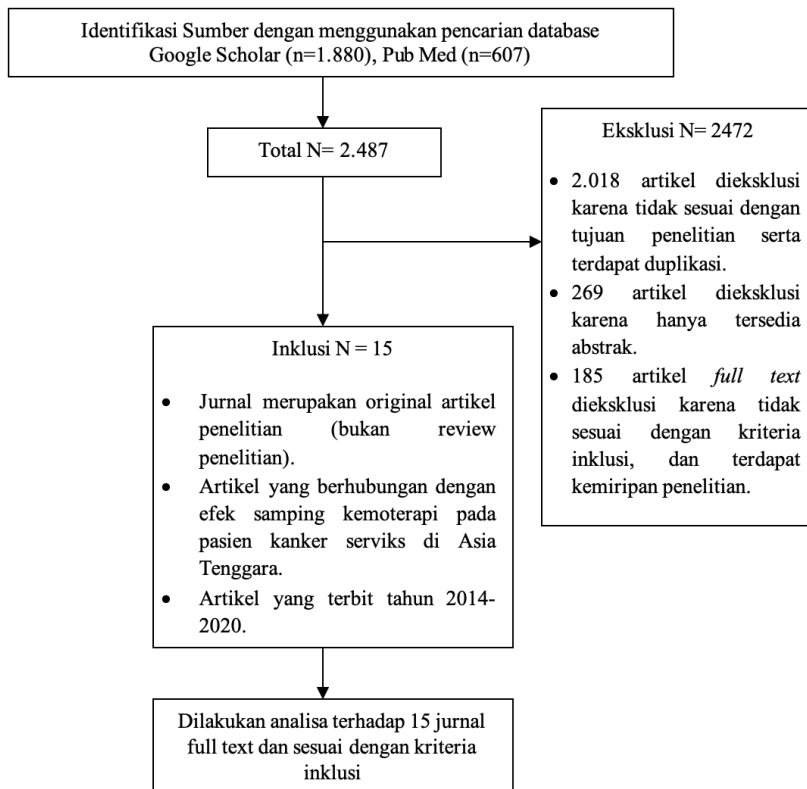 Identifikasi Sumber dengan menggunakan pencarian database
Google Scholar (n=1.880), Pub Med (n=607)
Total N= 2.487
Eksklusi N= 2472
• 2.018 artikel dieksklusi
karena tidak sesuai dengan
tujuan penelitian serta
terdapat duplikasi.
• 269 artikel dieksklusi
karena hanya tersedia
abstrak.
• 185 artikel full text
dieksklusi karena tidak
sesuai dengan kriteria
inklusi, dan terdapat
kemiripan penelitian.
Inklusi N = 15
• Jurnal merupakan original artikel
penelitian (bukan review
penelitian).
• Artikel yang berhubungan dengan
efek samping kemoterapi pada
pasien kanker serviks di Asia
Tenggara.
• Artikel yang terbit tahun 2014-
2020.
Dilakukan analisa terhadap 15 jurnal
full text dan sesuai dengan kriteria
inklusi